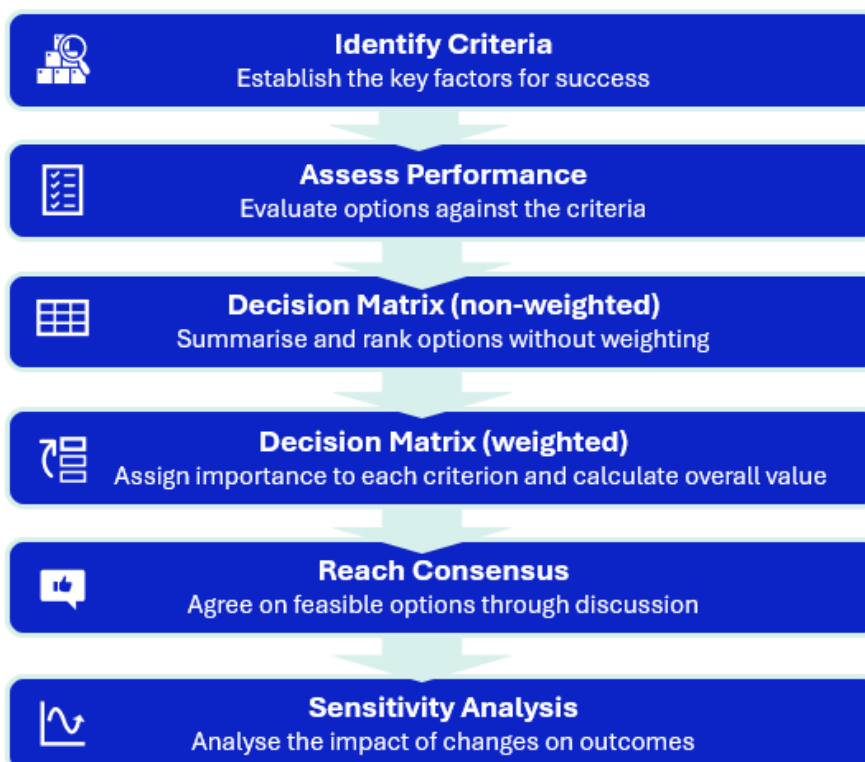 Identify Criteria
Establish the key factors for success
Assess Performance
Evaluate options against the criteria
Decision Matrix (non-weighted)
Summarise and rank options without weighting
Decision Matrix (weighted)
Assign importance to each criterion and calculate overall value
Reach Consensus
Agree on feasible options through discussion
Sensitivity Analysis
Analyse the impact of changes on outcomes